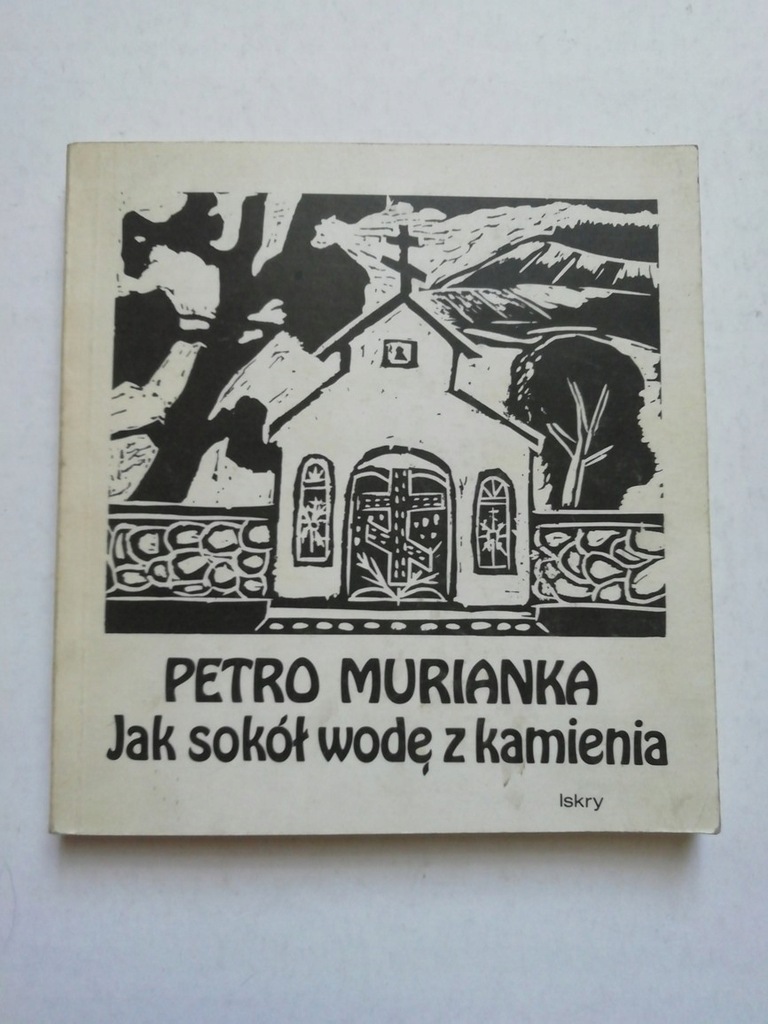 PETRO MURIANKA
Jak sokół wodę z kamienia
Iskry